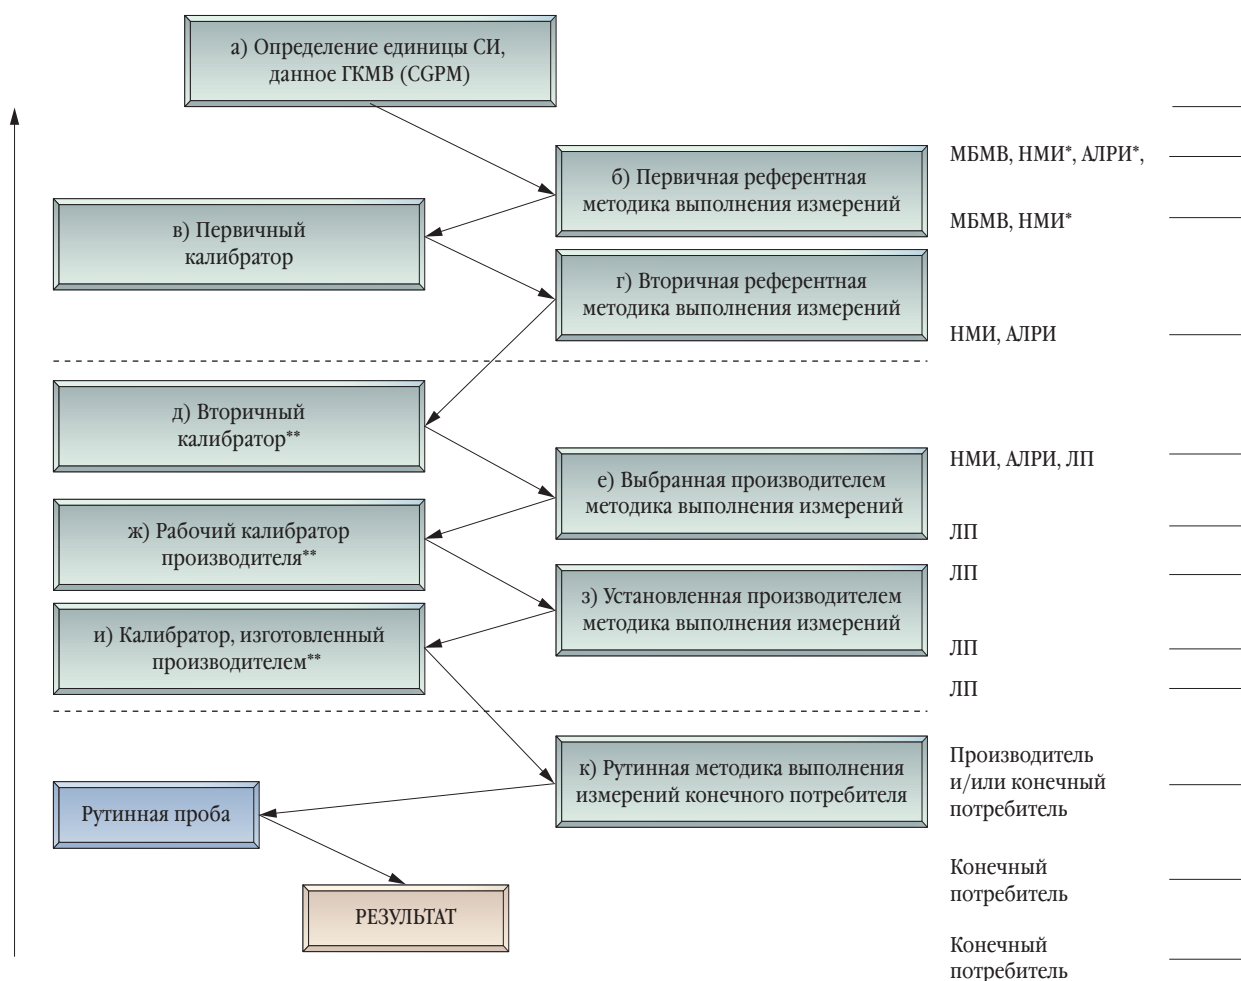 а) Определение единицы СИ,
данное ГКМВ (CGPM)
МБМВ, НМИ*, АЛРИ*,
б) Первичная референтная
методика выполнения измерений
МБМВ, НМИ*
в) Первичный
калибратор
г) Вторичная референтная
методика выполнения измерений
НМИ, АЛРИ
д) Вторичный
калибратор**
НМИ, АЛРИ, ЛП
е) Выбранная производителем
методика выполнения измерений
ЛП
ж) Рабочий калибратор
производителя**
ЛП
з) Установленная производителем
методика выполнения измерений
ЛП
и) Калибратор, изготовленный
производителем**
ЛП
к) Рутинная методика выполнения
измерений конечного потребителя
Производитель
и/или конечный
потребитель
Рутинная проба
Конечный
потребитель
РЕЗУЛЬТАТ
Конечный
потребитель